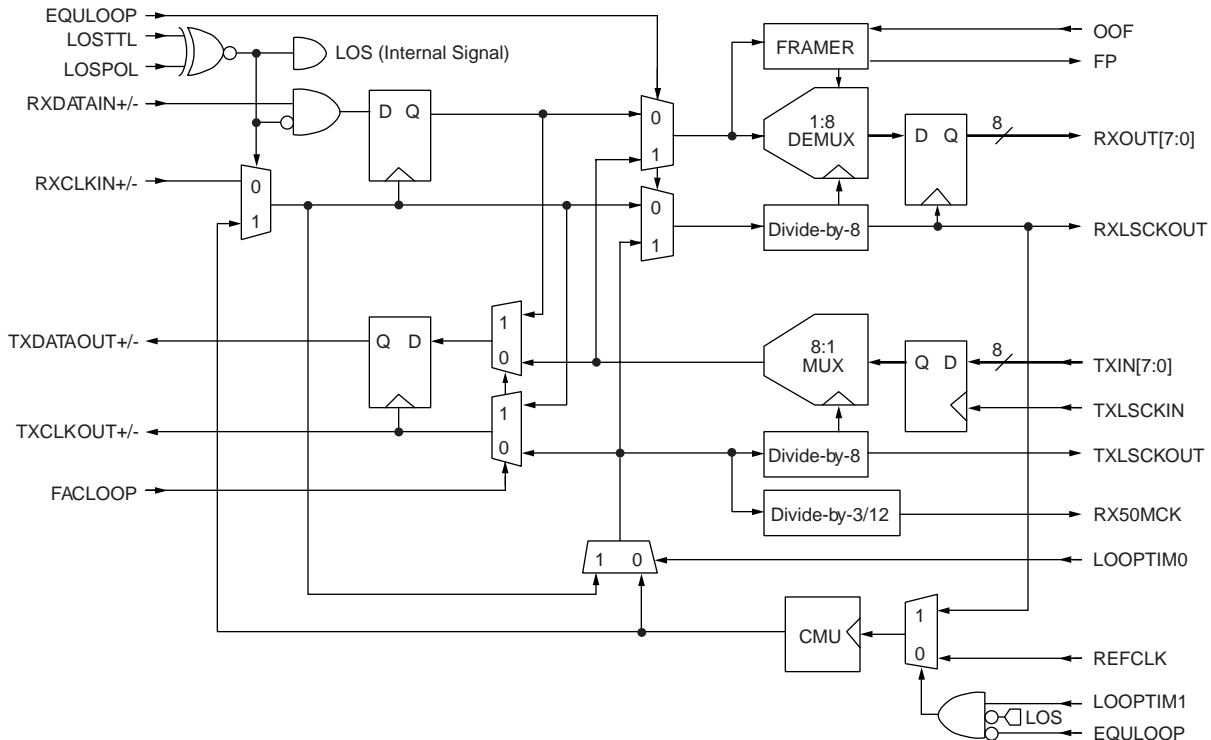 EQULOOP
LOSTTL
LOSPOL
LOS (Internal Signal)
RXDATAIN+/-
D Q
RXCLKIN+/-
0
1
0
1
0
1
FRAMER
OOF
FP
1:8
DEMUX
D Q
8
RXOUT[7:0]
Divide-by-8
RXLSCKOUT
TXDATAOUT+/-
Q D
1
0
8:1
MUX
Q D
8
TXIN[7:0]
TXLSCKIN
TXCLKOUT+/-
1
0
Divide-by-8
TXLSCKOUT
FACLOOP
Divide-by-3/12
RX50MCK
1 0
LOOPTIM0
CMU
1
0
REFCLK
LOOPTIM1
LOS
EQULOOP